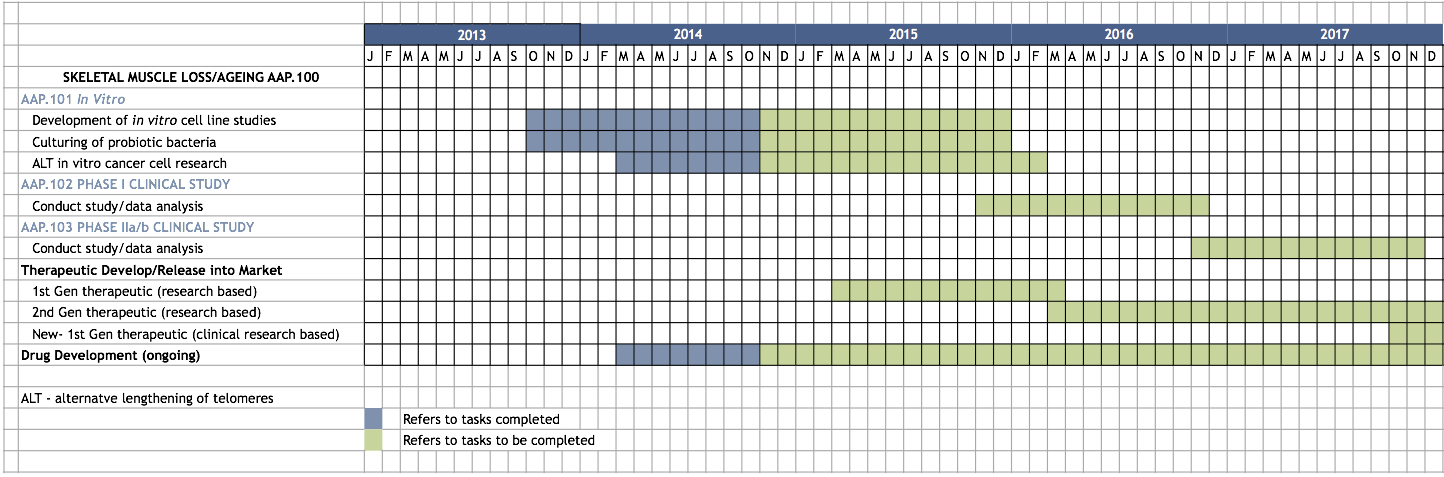 2013 2014 2015 2016 2017
J F M A M J J A S O N D J F M A M J J A S O N D J F M A M J J A S O N D J F M A M J J A S O N D J F M A M J J A S O N D
SKELETAL MUSCLE LOSS/AGEING AAP.100
AAP.101 In Vitro
Development of in vitro cell line studies
Culturing of probiotic bacteria
ALT in vitro cancer cell research
AAP.102 PHASE I CLINICAL STUDY
Conduct study/data analysis
AAP.103 PHASE IIa/b CLINICAL STUDY
Conduct study/data analysis
Therapeutic Develop/Release into Market
1st Gen therapeutic (research based)
2nd Gen therapeutic (research based)
New- 1st Gen therapeutic (clinical research based)
Drug Development (ongoing)
ALT - alternatve lengthening of telomeres
Refers to tasks completed
Refers to tasks to be completed